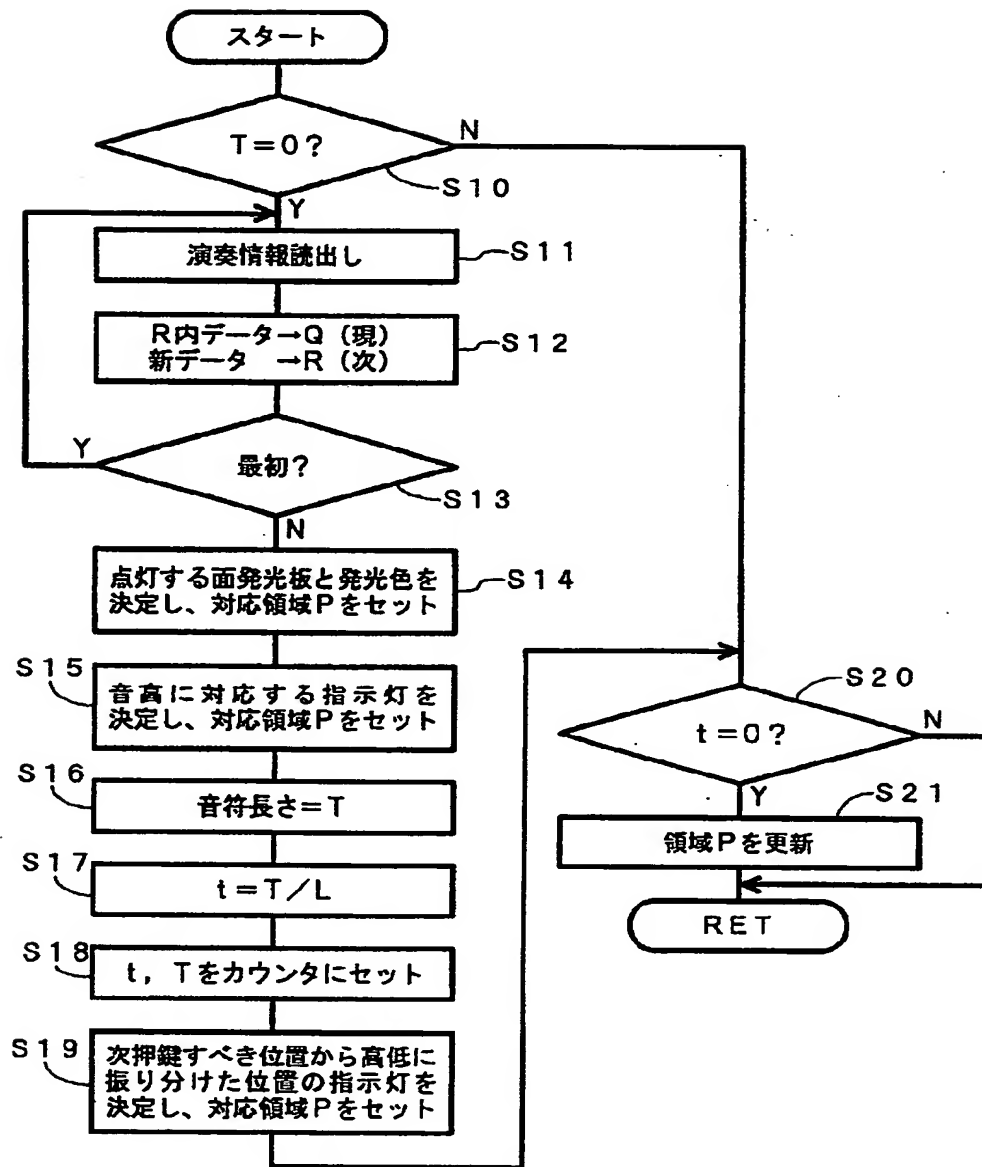 スタート
T=0?
N
S10
Y
演奏情報読出し
S11
R内データ→Q(現)
新データ →R(次)
S12
Y
最初?
S13
N
点灯する面発光板と発光色を
決定し、対応領域Pをセット
S14
S15
音高に対応する指示灯を
決定し、対応領域Pをセット
S16
音符長さ=T
S17
t=T/L
S18
t,Tをカウンタにセット
S19
次押鍵すべき位置から高低に
振り分けた位置の指示灯を
決定し、対応領域Pをセット
S20
t=0?
N
Y
S21
領域Pを更新
RET